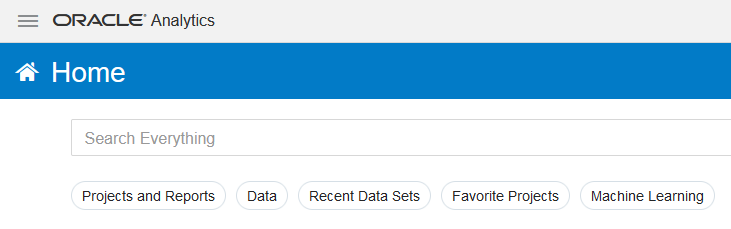 ORACLE® Analytics
Home
Search Everything
Projects and Reports Data Recent Data Sets Favorite Projects Machine Learning